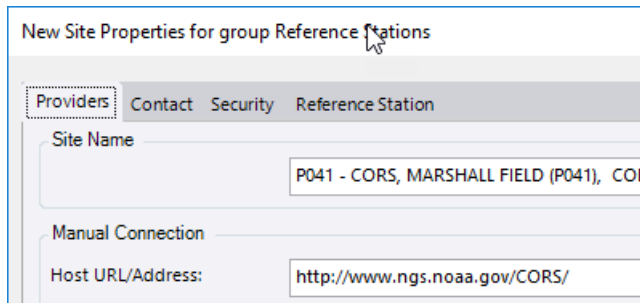 New Site Properties for group Reference Stations
Providers Contact Security Reference Station
Site Name
P041 - CORS, MARSHALL FIELD (P041),
Manual Connection
Host URL/Address: http://www.ngs.noaa.gov/CORS/